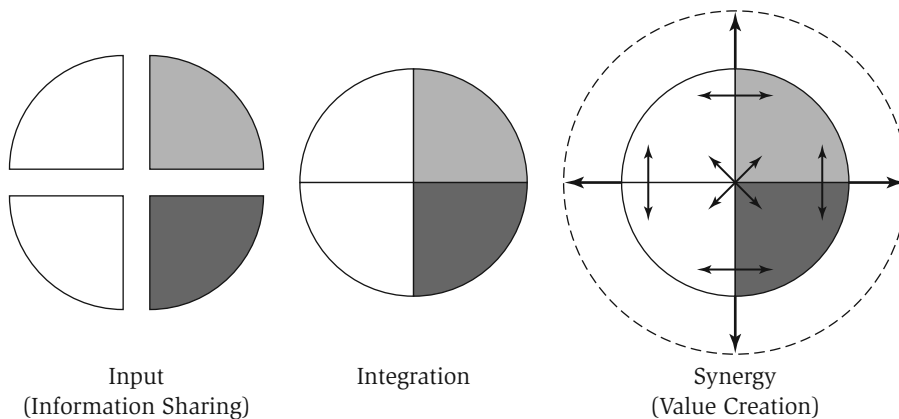 Input
(Information Sharing)
Integration
Synergy
(Value Creation)